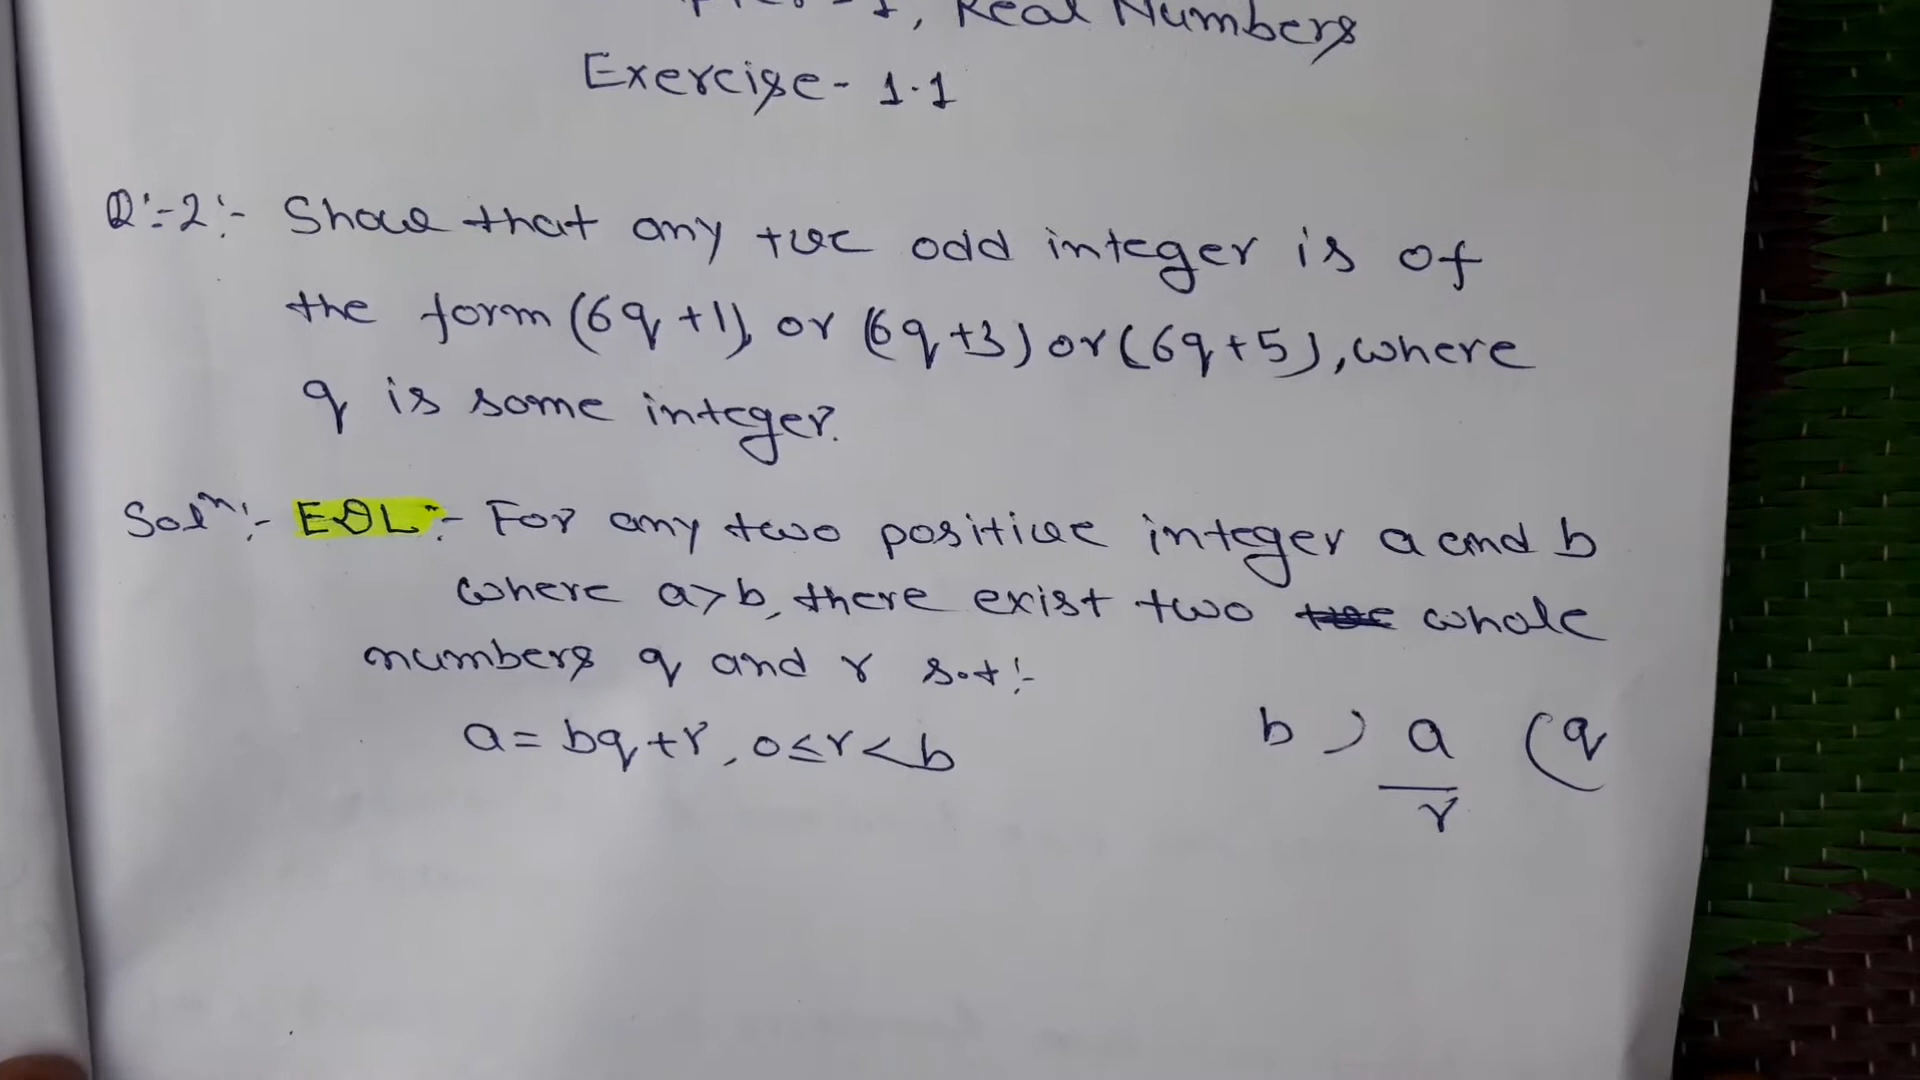 1, Real Numbers
Exercise - 1.1
Q:-2:- Show that any +ve odd integer is of
the form (6q+1), or (6q+3) or (6q+5), where
q is some integer.
Solⁿ:- EDL:- For any two positive integer a and b
where a>b, there exist two whole
numbers q and r s.t:-
a = bq+r, 0≤r<b
b ) a ( q
r